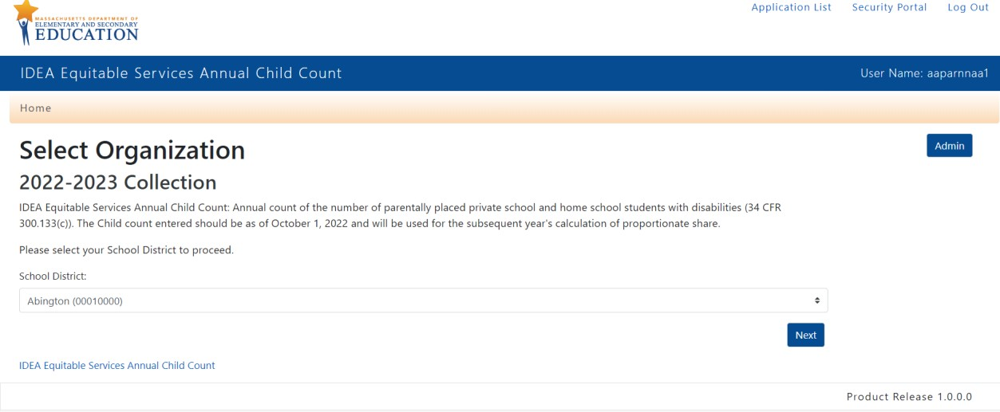 MASSACHUSETTS DEPARTMENT OF
ELEMENTARY AND SECONDARY
EDUCATION
Application List Security Portal Log Out
IDEA Equitable Services Annual Child Count User Name: aaparnnaa1
Home
Select Organization Admin
2022-2023 Collection
IDEA Equitable Services Annual Child Count: Annual count of the number of parentally placed private school and home school students with disabilities (34 CFR
300.133(c)). The Child count entered should be as of October 1, 2022 and will be used for the subsequent year's calculation of proportionate share.
Please select your School District to proceed.
School District:
Abington (00010000)
Next
IDEA Equitable Services Annual Child Count
Product Release 1.0.0.0